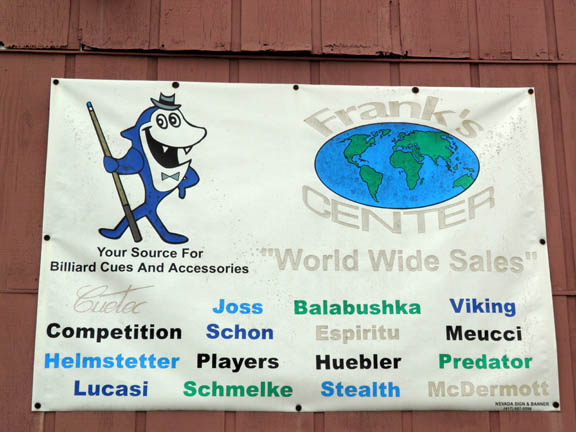 Frank's
CENTER
"World Wide Sales"
Your Source For
Billiard Cues And Accessories
Cuetec Joss Balabushka Viking
Competition Schon Espiritu Meucci
Helmstetter Players Huebler Predator
Lucasi Schmelke Stealth McDermott
NEVADA SIGN & BANNER